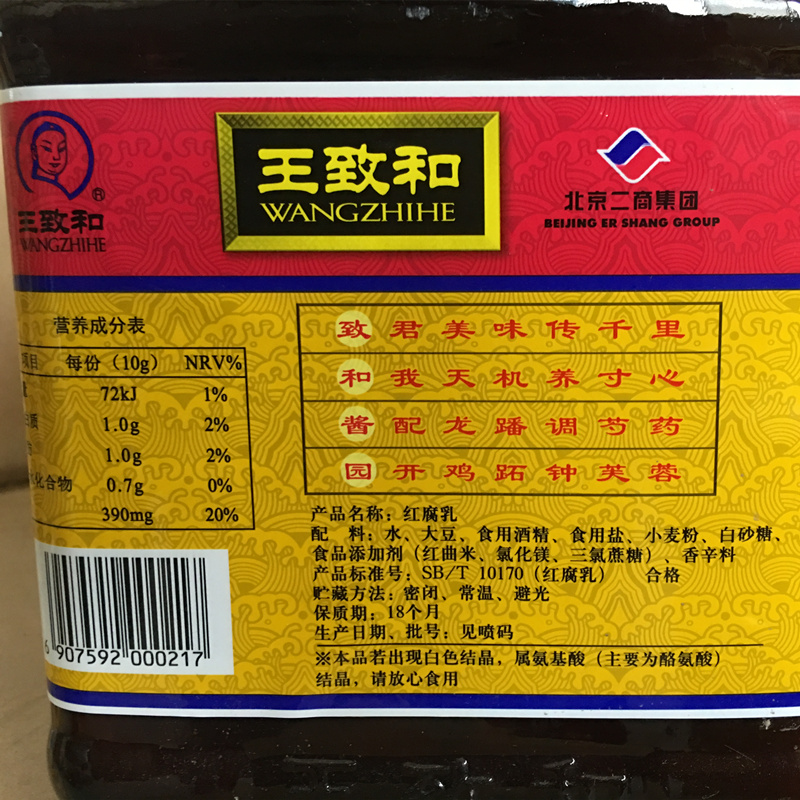 王致和
WANGZHIHE
®
王致和
WANGZHIHE
北京二商集团
BEIJING ER SHANG GROUP
营养成分表
项目 每份（10g） NRV%
72kJ 1%
1.0g 2%
1.0g 2%
化合物 0.7g 0%
390mg 20%
6 907592 000217
致君美味传千里
和我天机养寸心
酱配龙蹯调芍药
园开鸡跖钟芙蓉
产品名称：红腐乳
配 料：水、大豆、食用酒精、食用盐、小麦粉、白砂糖、
食品添加剂（红曲米、氯化镁、三氯蔗糖）、香辛料
产品标准号：SB/T 10170（红腐乳） 合格
贮藏方法：密闭、常温、避光
保质期：18个月
生产日期、批号：见喷码
※本品若出现白色结晶，属氨基酸（主要为酪氨酸）
结晶，请放心食用